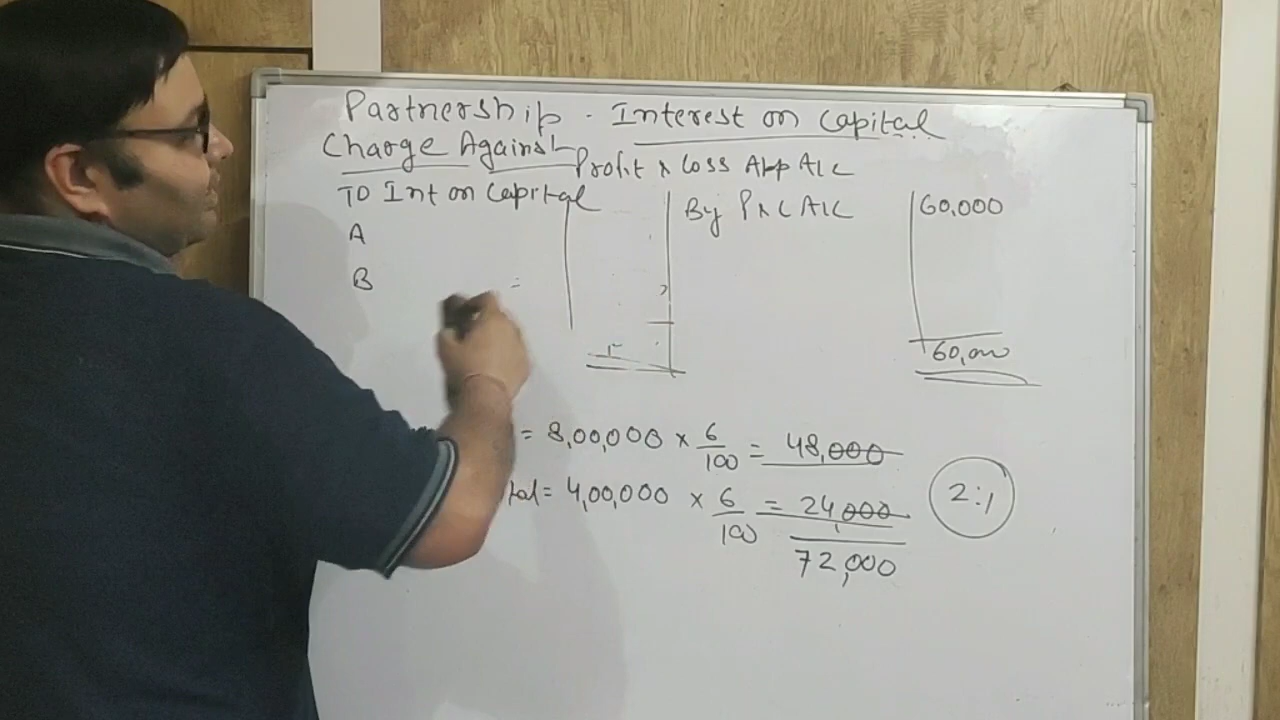 Partnership . Interest on Capital
Charge Against
Profit & Loss App A/C
To Int on Capital
By P&L A/C 60,000
A
B =
60,000
= 8,00,000 × 6/100 = 48,000
tal = 4,00,000 × 6/100 = 24,000
2:1
72,000